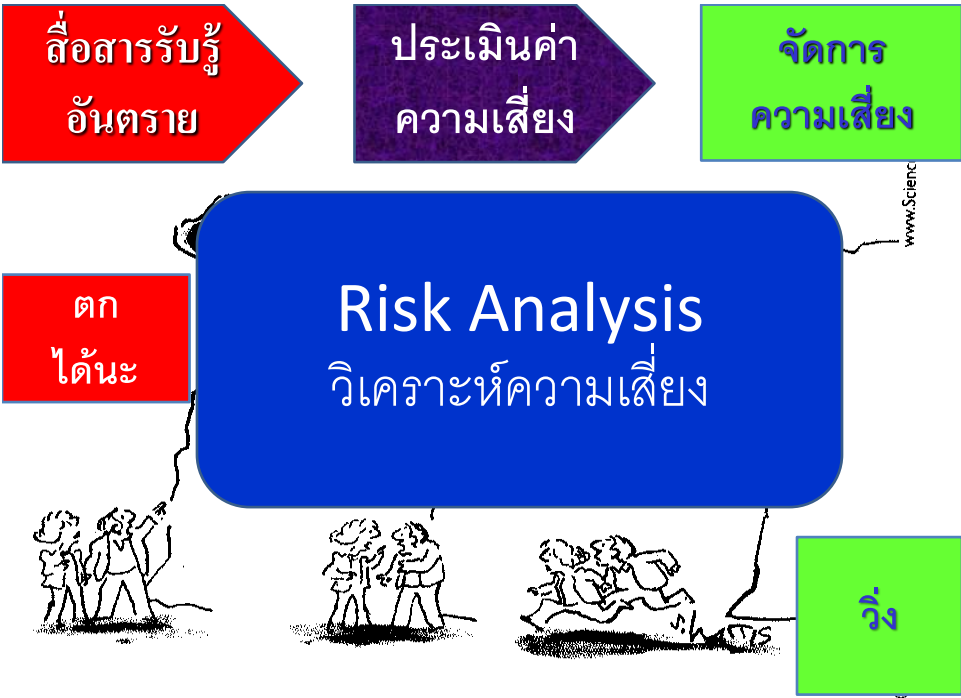 สื่อสารรับรู้
อันตราย
ประเมินค่า
ความเสี่ยง
จัดการ
ความเสี่ยง
www.Scienc
ตก
ได้นะ
Risk Analysis
วิเคราะห์ความเสี่ยง
วิ่ง
S. Harris